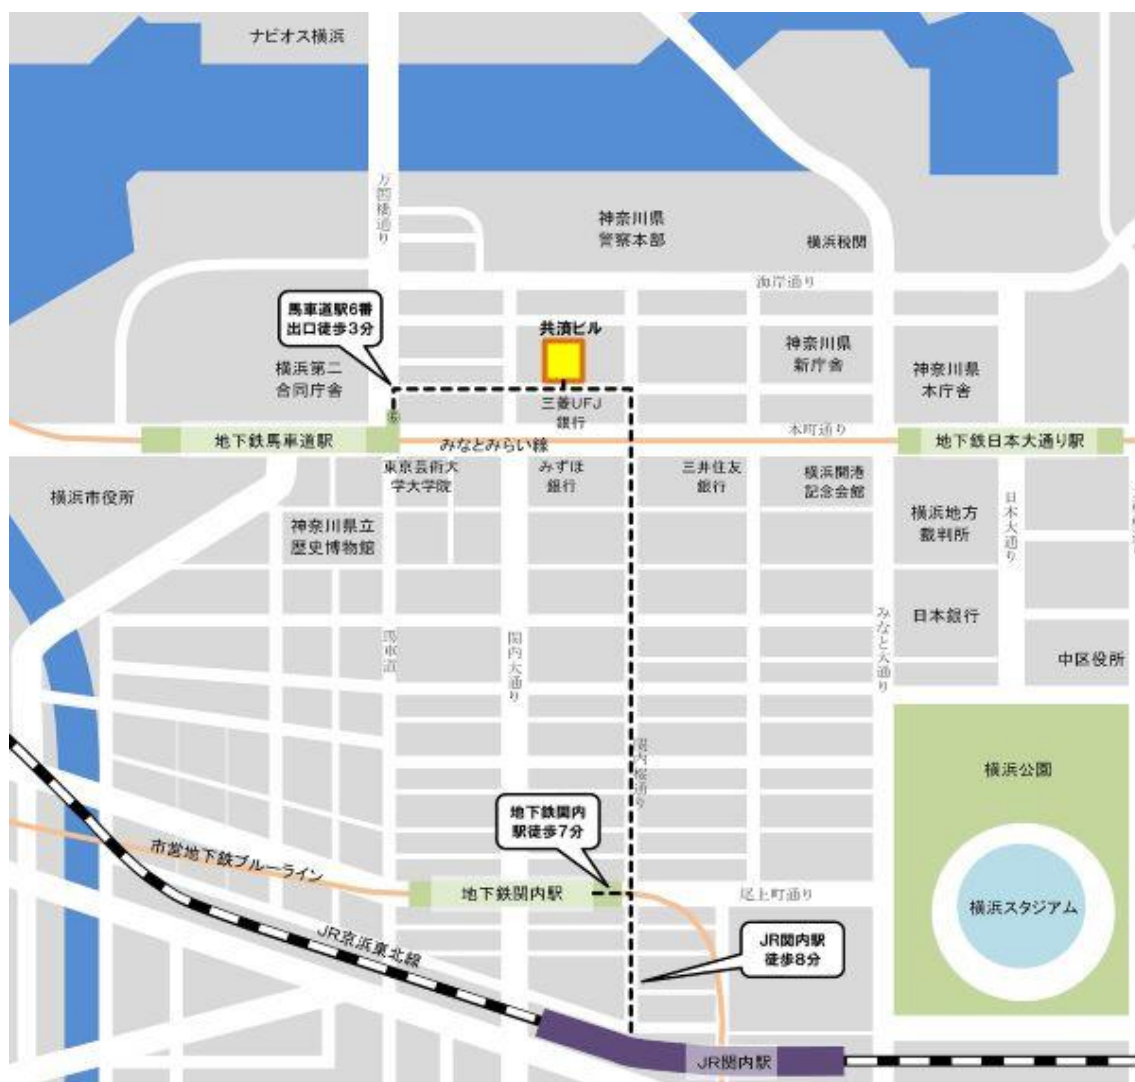 ナビオス横浜
万国橋通り
神奈川県
警察本部
横浜税関
海岸通り
馬車道駅6番
出口徒歩3分
共済ビル
横浜第二
合同庁舎
神奈川県
新庁舎
神奈川県
本庁舎
三菱UFJ
銀行
6
本町通り
地下鉄馬車道駅
みなとみらい線
地下鉄日本大通り駅
東京芸術大
学大学院
みずほ
銀行
三井住友
銀行
横浜開港
記念会館
横浜市役所
神奈川県立
歴史博物館
横浜地方
裁判所
日本大通り
日本銀行
馬車道
関内大通り
みなと大通り
中区役所
関内桜通り
横浜公園
地下鉄関内
駅徒歩7分
市営地下鉄ブルーライン
地下鉄関内駅
尾上町通り
横浜スタジアム
JR京浜東北線
JR関内駅
徒歩8分
JR関内駅